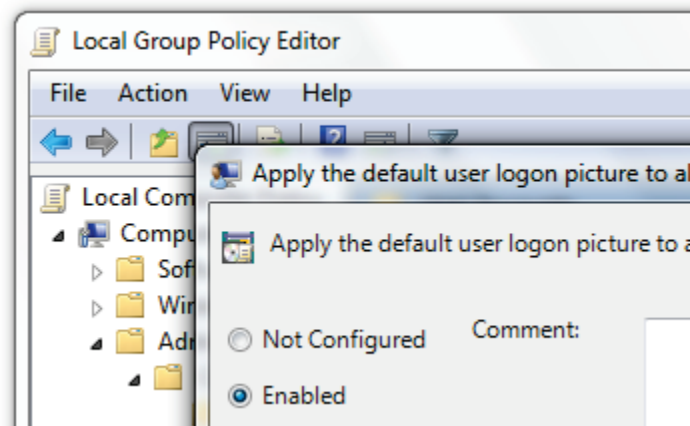 Local Group Policy Editor
File Action View Help
Apply the default user logon picture to al
Local Com
Compu
Apply the default user logon picture to a
Sof
Win
Adr
Not Configured
Comment:
Enabled